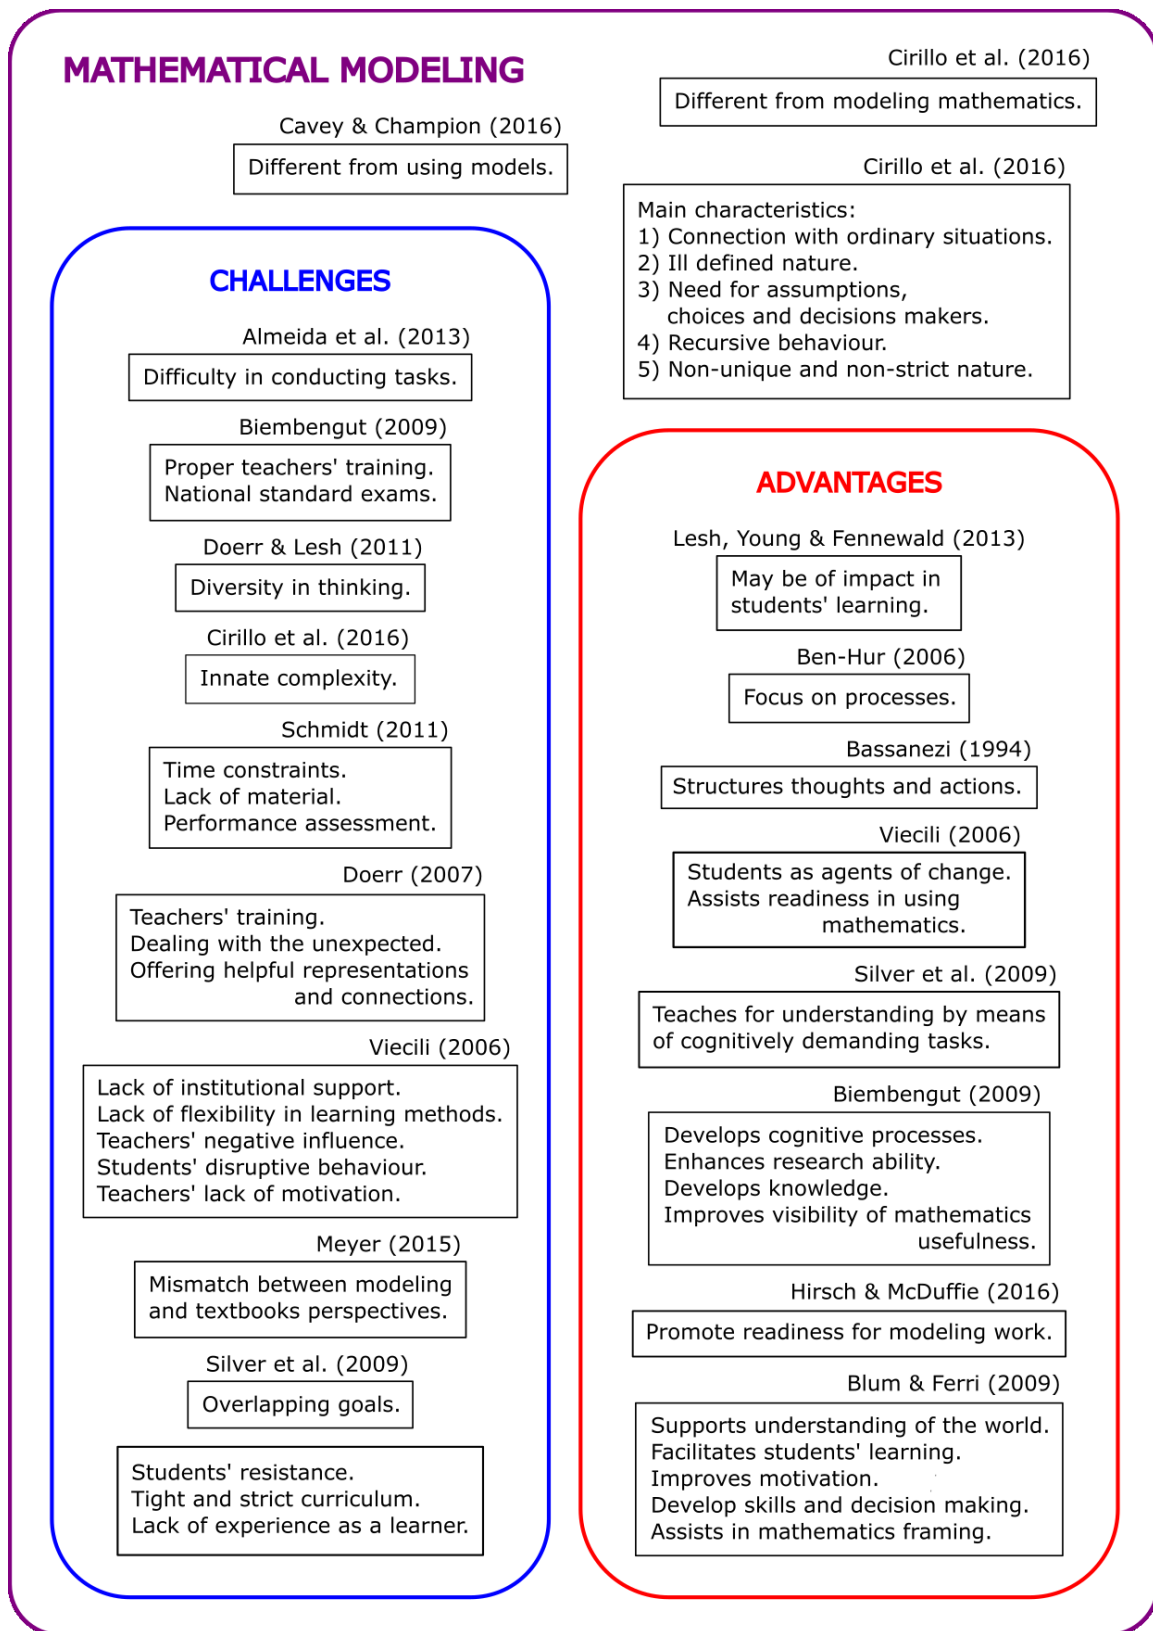 MATHEMATICAL MODELING
Cavey & Champion (2016)
Different from using models.
Cirillo et al. (2016)
Different from modeling mathematics.
Cirillo et al. (2016)
Main characteristics:
1) Connection with ordinary situations.
2) Ill defined nature.
3) Need for assumptions,
choices and decisions makers.
4) Recursive behaviour.
5) Non-unique and non-strict nature.
CHALLENGES
Almeida et al. (2013)
Difficulty in conducting tasks.
Biembengut (2009)
Proper teachers' training.
National standard exams.
Doerr & Lesh (2011)
Diversity in thinking.
Cirillo et al. (2016)
Innate complexity.
Schmidt (2011)
Time constraints.
Lack of material.
Performance assessment.
Doerr (2007)
Teachers' training.
Dealing with the unexpected.
Offering helpful representations
and connections.
Viecili (2006)
Lack of institutional support.
Lack of flexibility in learning methods.
Teachers' negative influence.
Students' disruptive behaviour.
Teachers' lack of motivation.
Meyer (2015)
Mismatch between modeling
and textbooks perspectives.
Silver et al. (2009)
Overlapping goals.
Students' resistance.
Tight and strict curriculum.
Lack of experience as a learner.
ADVANTAGES
Lesh, Young & Fennewald (2013)
May be of impact in
students' learning.
Ben-Hur (2006)
Focus on processes.
Bassanezi (1994)
Structures thoughts and actions.
Viecili (2006)
Students as agents of change.
Assists readiness in using
mathematics.
Silver et al. (2009)
Teaches for understanding by means
of cognitively demanding tasks.
Biembengut (2009)
Develops cognitive processes.
Enhances research ability.
Develops knowledge.
Improves visibility of mathematics
usefulness.
Hirsch & McDuffie (2016)
Promote readiness for modeling work.
Blum & Ferri (2009)
Supports understanding of the world.
Facilitates students' learning.
Improves motivation.
Develop skills and decision making.
Assists in mathematics framing.